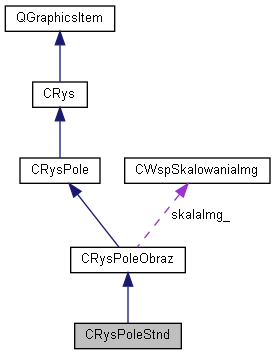 QGraphicsItem
CRys
CRysPole
CWspSkalowaniaImg
skalaImg_
CRysPoleObraz
CRysPoleStnd